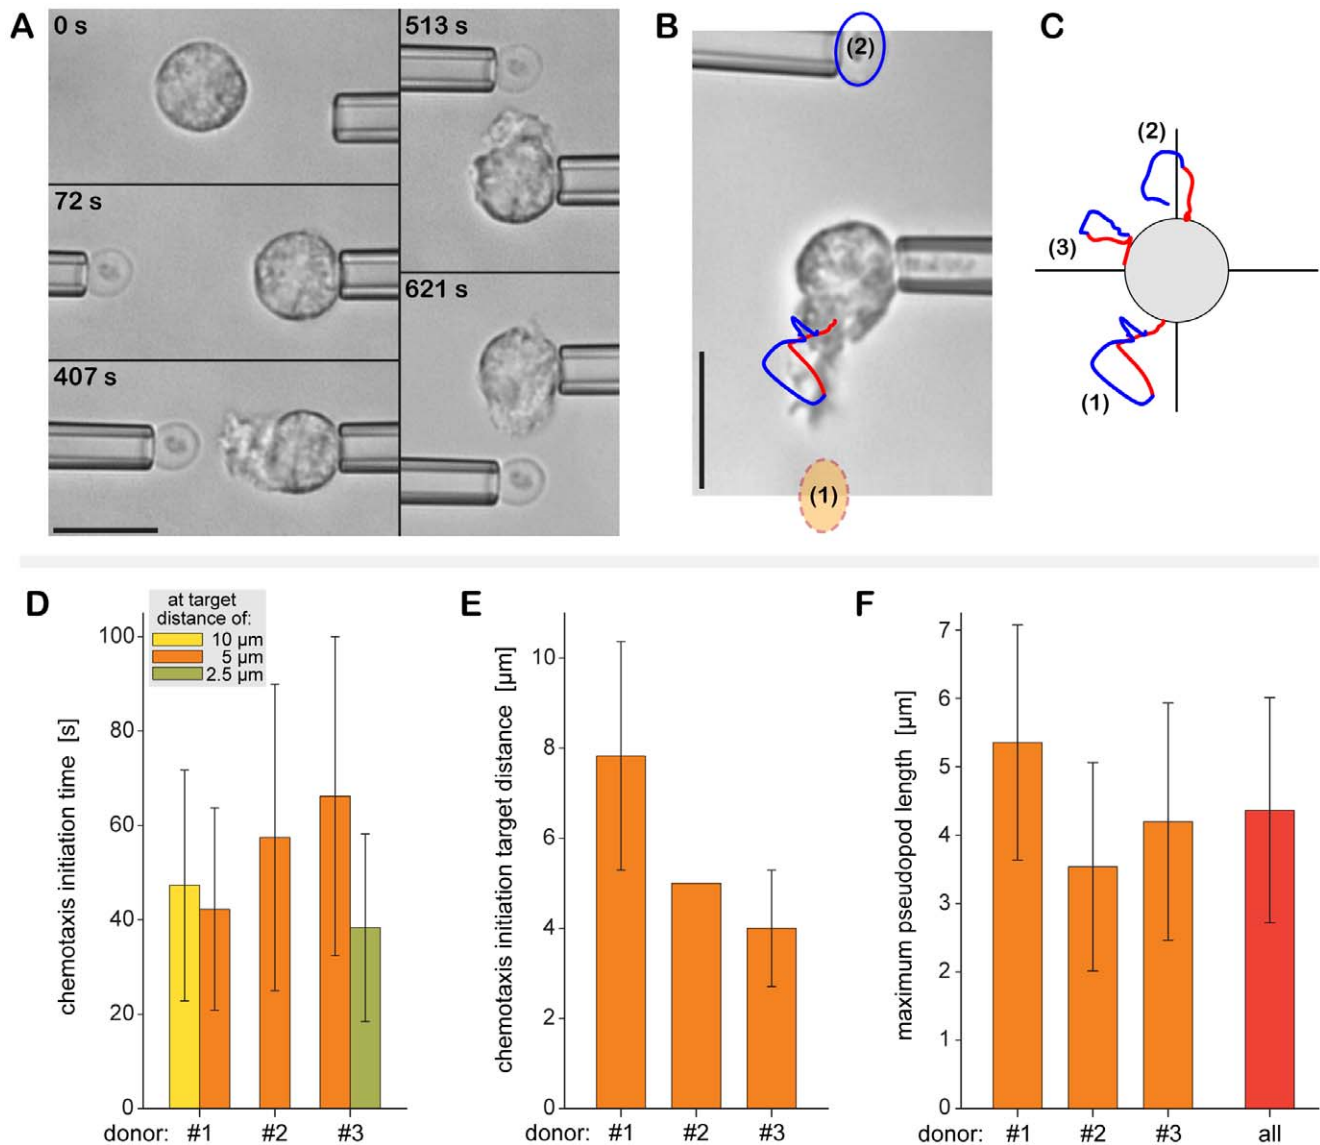 A
0 s
72 s
407 s
513 s
621 s
B
(2)
(1)
C
(2)
(3)
(1)
D
at target
distance of:
10 µm
5 µm
2.5 µm
chemotaxis initiation time [s]
100
80
60
40
20
0
donor: #1 #2 #3
E
chemotaxis initiation target distance [µm]
10
8
6
4
2
0
donor: #1 #2 #3
F
maximum pseudopod length [µm]
7
6
5
4
3
2
1
0
donor: #1 #2 #3 all